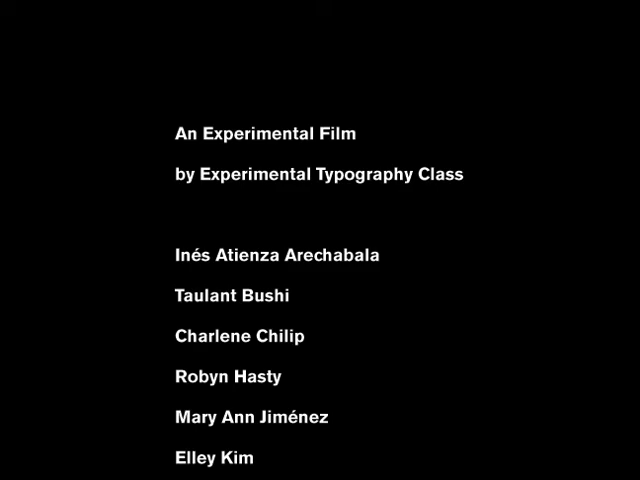 An Experimental Film
by Experimental Typography Class
Inés Atienza Arechabala
Taulant Bushi
Charlene Chilip
Robyn Hasty
Mary Ann Jiménez
Elley Kim